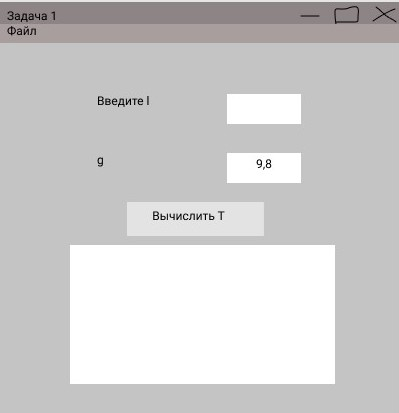 Задача 1
Файл
Введите l
g
9,8
Вычислить T